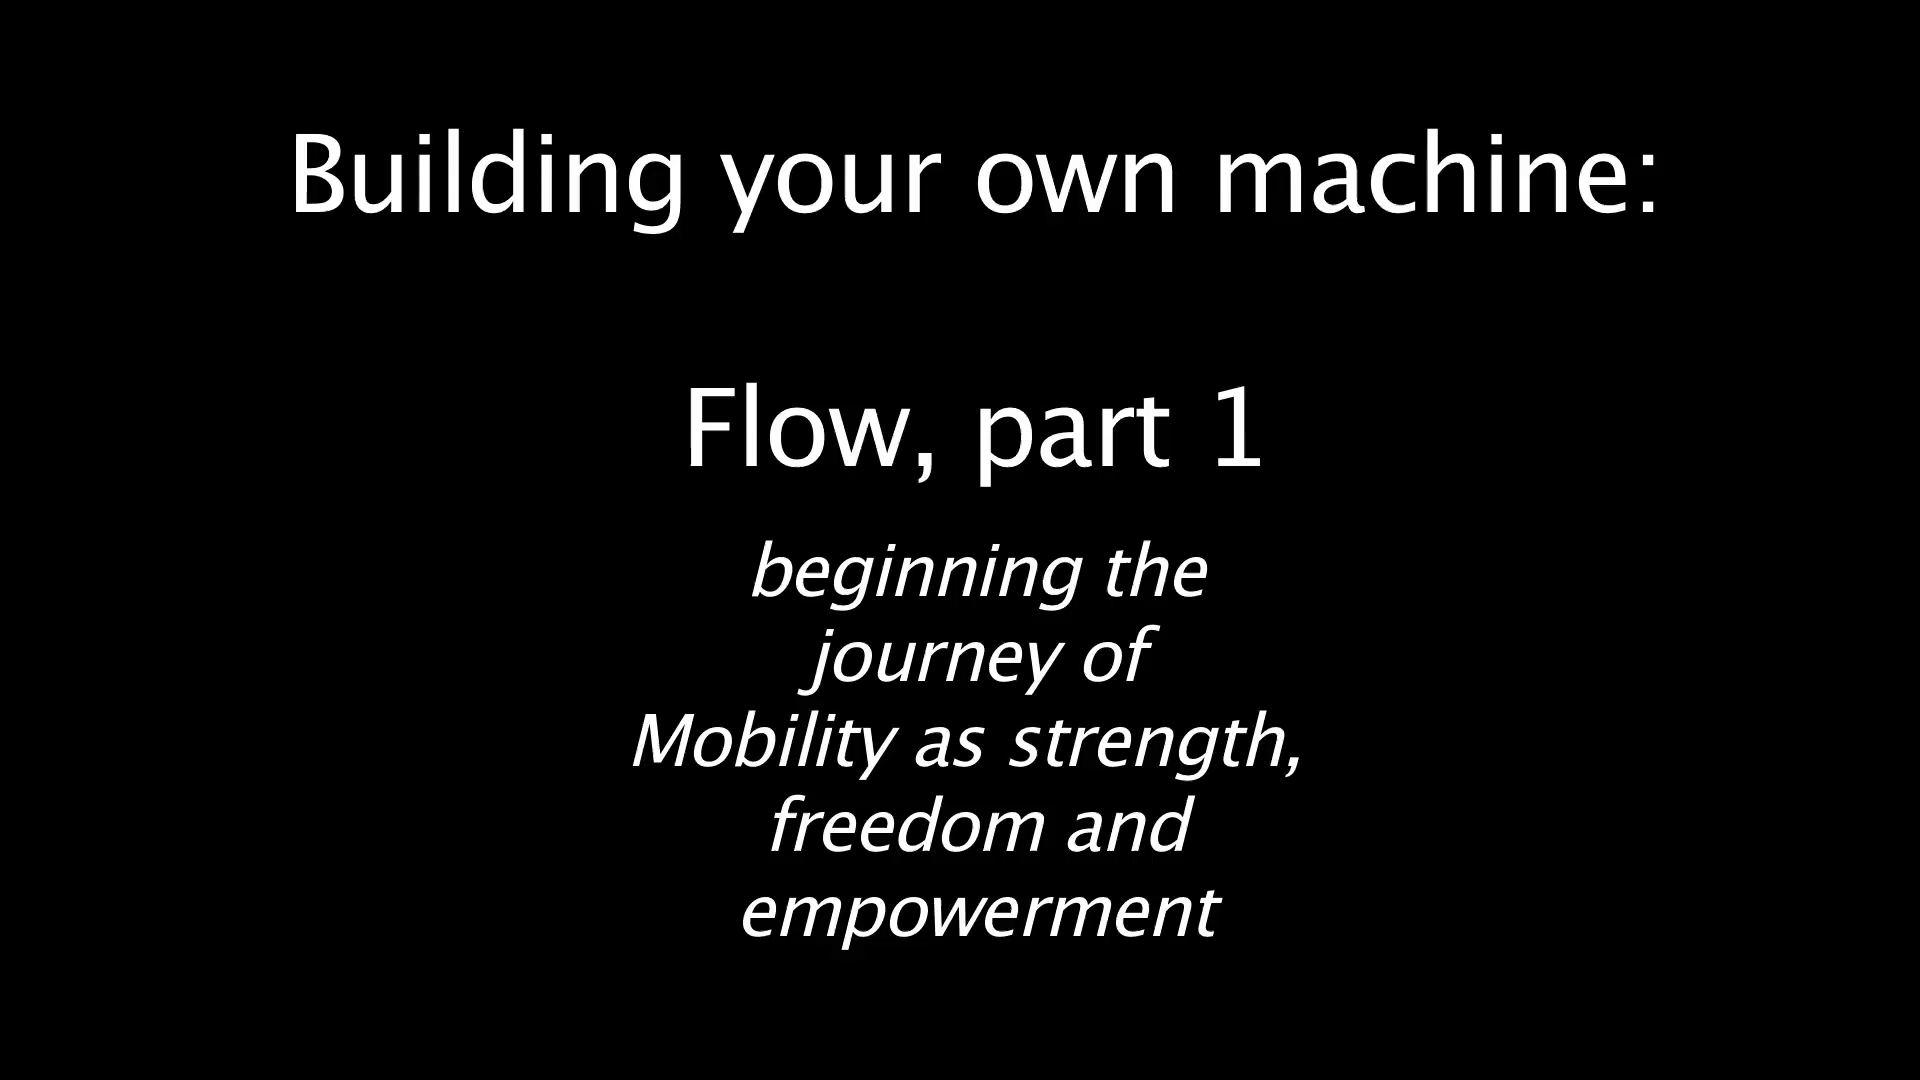 Building your own machine:
Flow, part 1
beginning the
journey of
Mobility as strength,
freedom and
empowerment